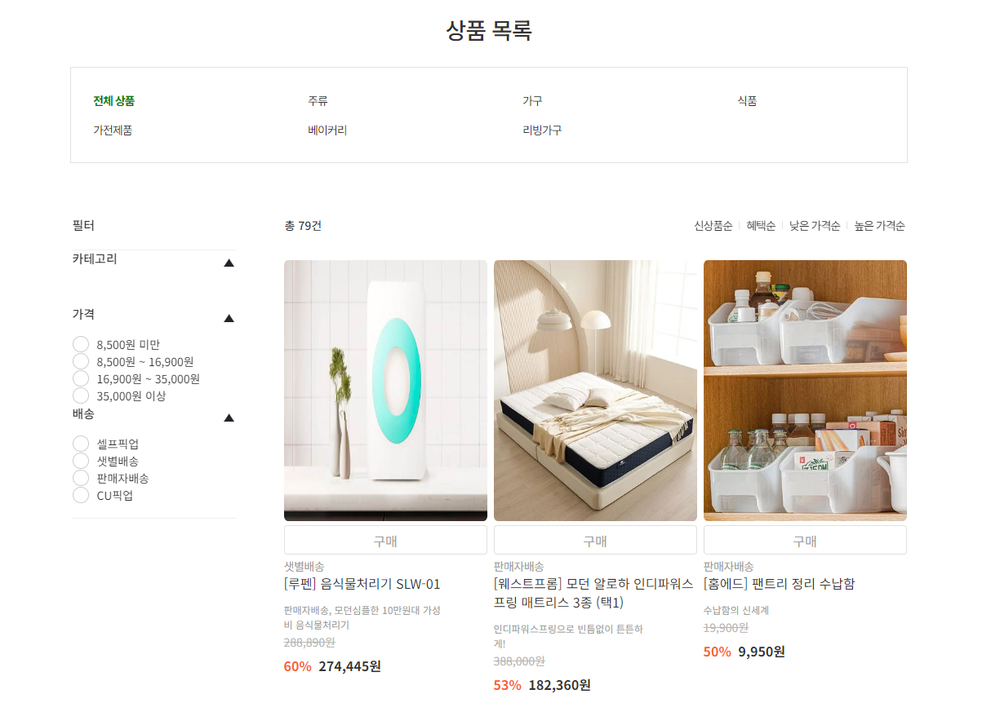 상품 목록
전체 상품
주류
가구
식품
가전제품
베이커리
리빙가구
필터
카테고리
가격
8,500원 미만
8,500원 ~ 16,900원
16,900원 ~ 35,000원
35,000원 이상
배송
셀프픽업
샛별배송
판매자배송
CU픽업
총 79건
신상품순
혜택순
낮은 가격순
높은 가격순
구매
샛별배송
[루펜] 음식물처리기 SLW-01
판매자배송, 모던심플한 10만원대 가성
비 음식물처리기
288,890원
60% 274,445원
구매
판매자배송
[웨스트프롬] 모던 알로하 인디파워스
프링 매트리스 3종 (택1)
인디파워스프링으로 빈틈없이 튼튼하
게!
388,000원
53% 182,360원
구매
판매자배송
[홈에드] 팬트리 정리 수납함
수납함의 신세계
19,900원
50% 9,950원